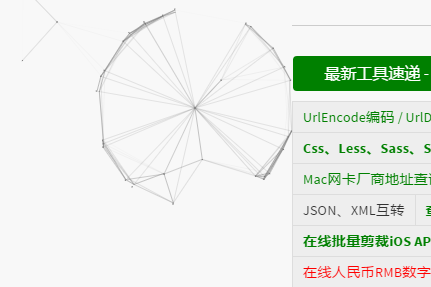 最新工具速递 -
UrlEncode编码 / UrlD
Css、Less、Sass、S
Mac网卡厂商地址查
JSON、XML互转
在线批量剪裁iOS AP
在线人民币RMB数字